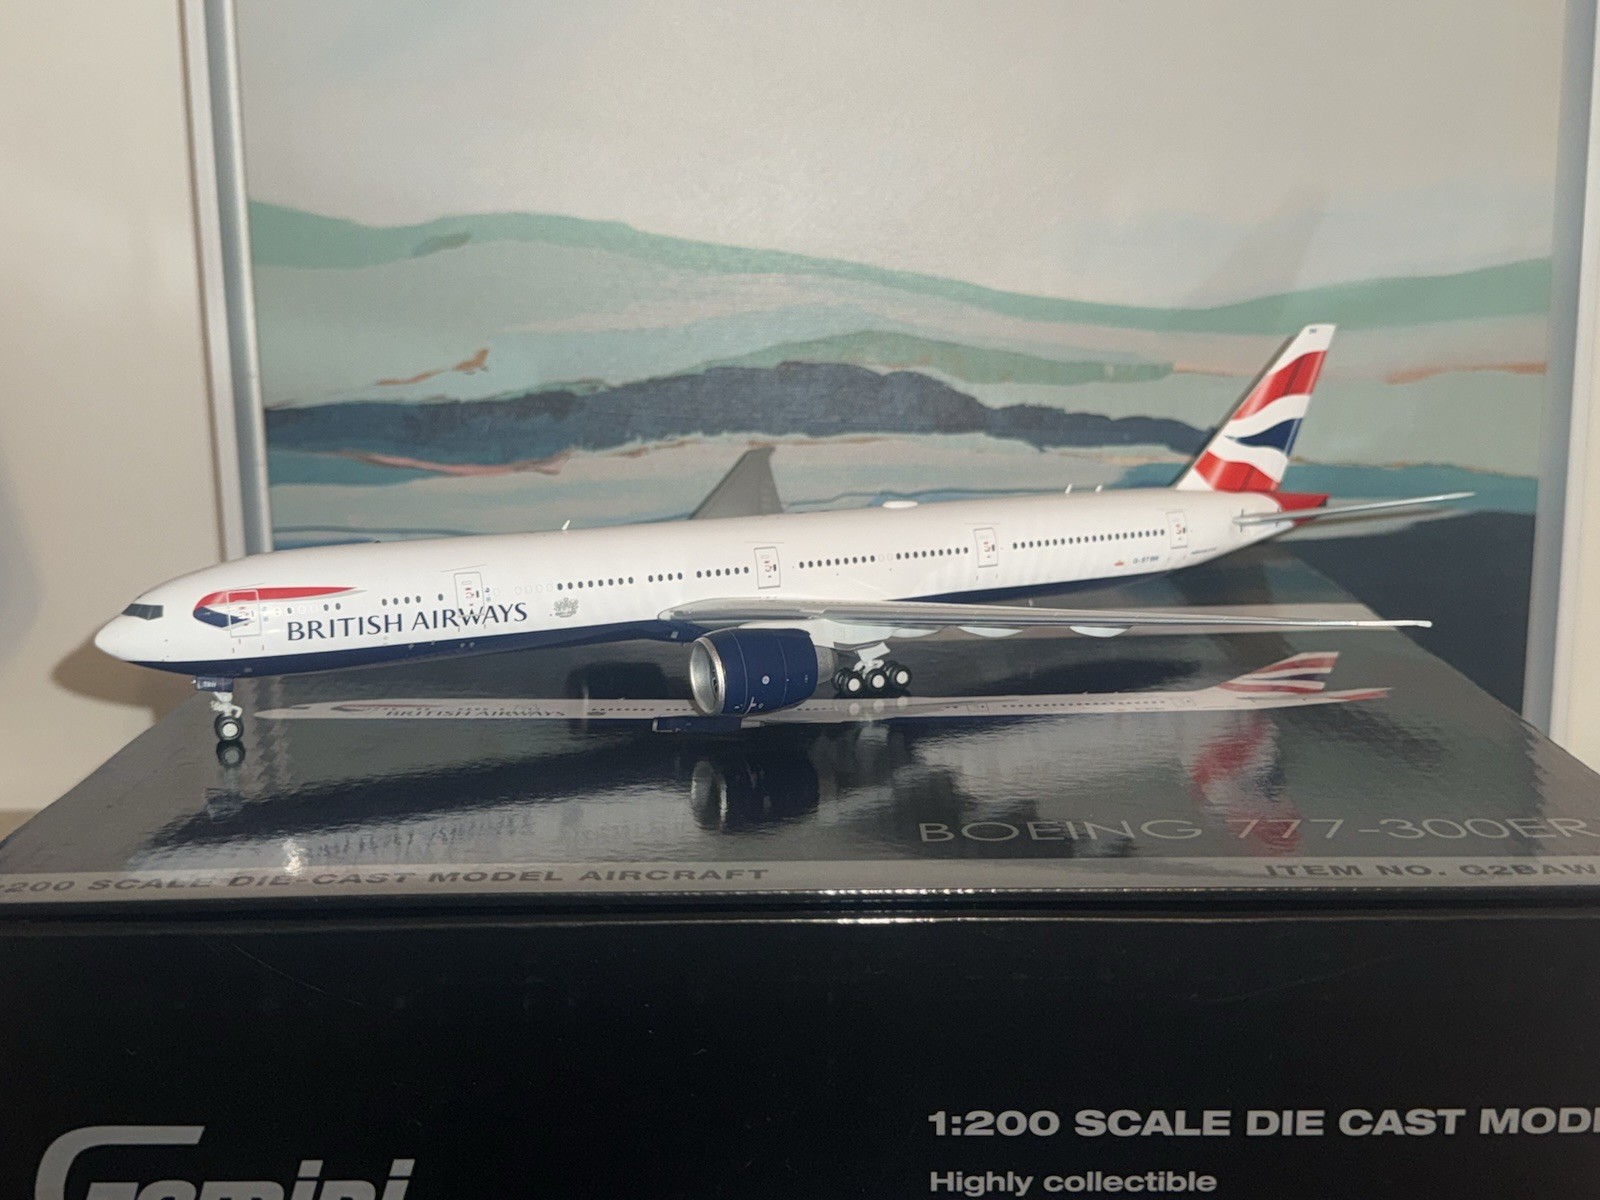 BRITISH AIRWAYS
BOEING 777-300ER
:200 SCALE DIE-CAST MODEL AIRCRAFT
ITEM NO. G2BAW
Gemini
1:200 SCALE DIE CAST MOD
Highly collectible